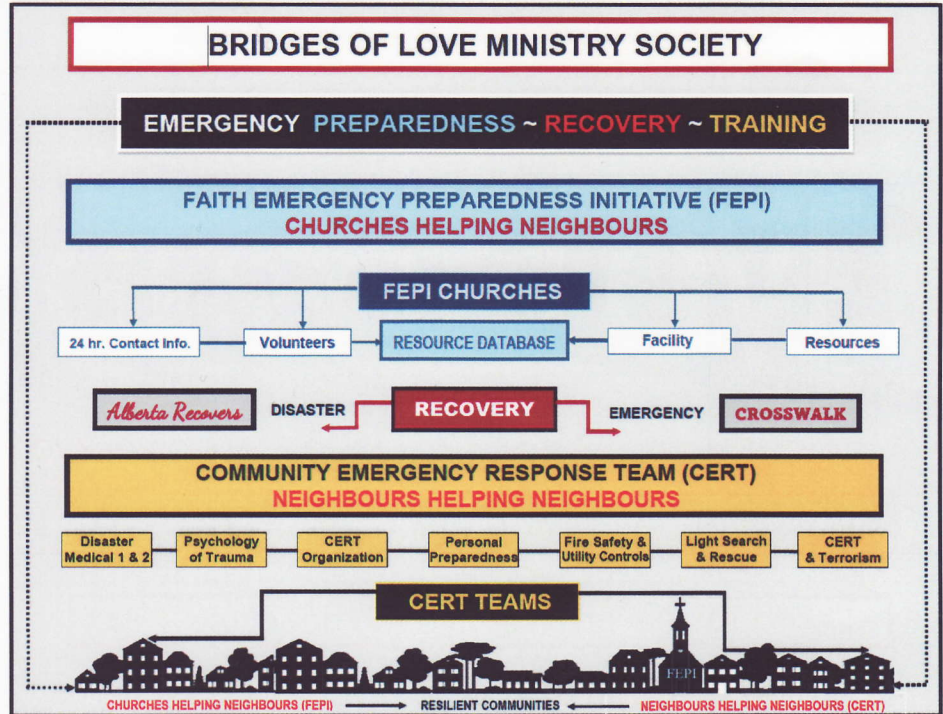 BRIDGES OF LOVE MINISTRY SOCIETY
EMERGENCY PREPAREDNESS ~ RECOVERY ~ TRAINING
FAITH EMERGENCY PREPAREDNESS INITIATIVE (FEPI)
CHURCHES HELPING NEIGHBOURS
FEPI CHURCHES
24 hr. Contact Info.
Volunteers
RESOURCE DATABASE
Facility
Resources
Alberta Recovers
DISASTER
RECOVERY
EMERGENCY
CROSSWALK
COMMUNITY EMERGENCY RESPONSE TEAM (CERT)
NEIGHBOURS HELPING NEIGHBOURS
Disaster
Medical 1 & 2
Psychology
of Trauma
CERT
Organization
Personal
Preparedness
Fire Safety &
Utility Controls
Light Search
& Rescue
CERT
& Terrorism
CERT TEAMS
FEPI
CHURCHES HELPING NEIGHBOURS (FEPI)
RESILIENT COMMUNITIES
NEIGHBOURS HELPING NEIGHBOURS (CERT)